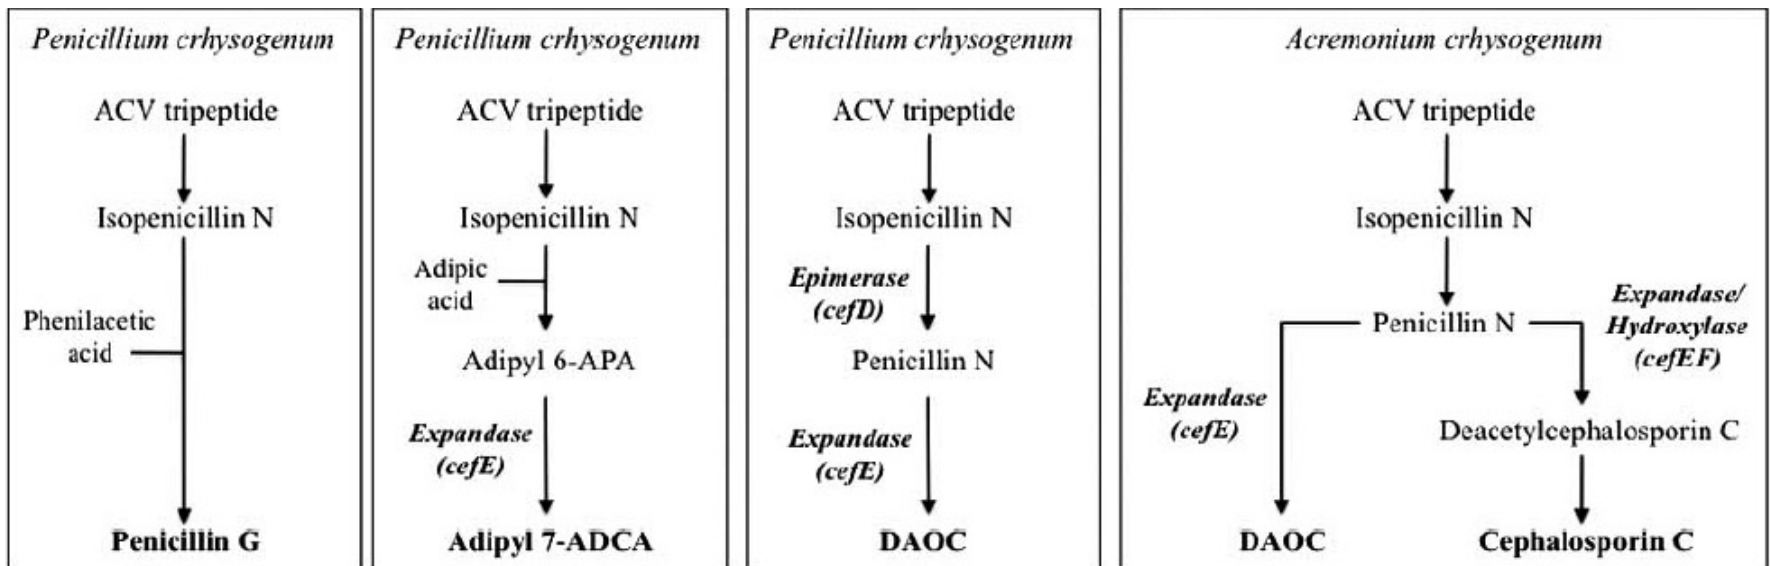 Penicillium crhysogenum
ACV tripeptide
Isopenicillin N
Phenilacetic
acid
Penicillin G
Penicillium crhysogenum
ACV tripeptide
Isopenicillin N
Adipic
acid
Adipyl 6-APA
Expandase
(cefE)
Adipyl 7-ADCA
Penicillium crhysogenum
ACV tripeptide
Isopenicillin N
Epimerase
(cefD)
Penicillin N
Expandase
(cefE)
DAOC
Acremonium crhysogenum
ACV tripeptide
Isopenicillin N
Penicillin N
Expandase/
Hydroxylase
(cefEF)
Expandase
(cefE)
Deacetylcephalosporin C
DAOC
Cephalosporin C